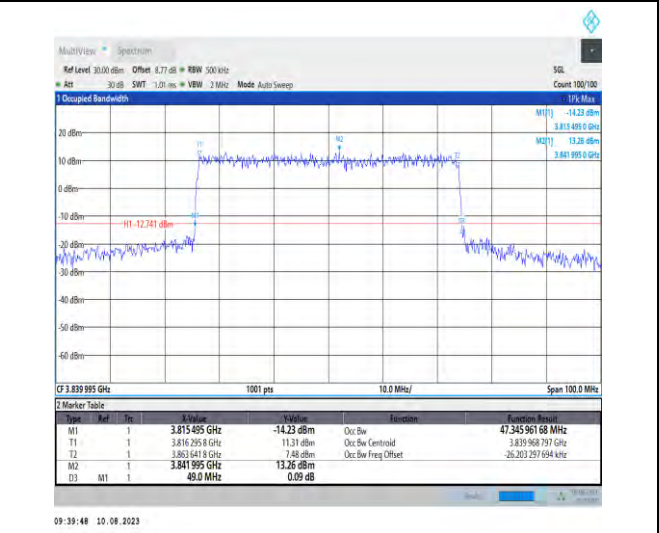 MultiView Spectrum
Ref Level 30.00 dBm Offset 8.77 dB RBW 500 kHz SGL
Att 30 dB SWT 1.01 ms VBW 2 MHz Mode Auto Sweep Count 100/100
1 Occupied Bandwidth 1Pk Max
M1[1] -14.23 dBm
3.815 495 0 GHz
M2[1] 13.26 dBm
3.841 995 0 GHz
20 dBm
M2
T1
10 dBm
0 dBm
-10 dBm
H1 -12.741 dBm
-20 dBm
-30 dBm
-40 dBm
-50 dBm
-60 dBm
CF 3.839 995 GHz 1001 pts 10.0 MHz/ Span 100.0 MHz
2 Marker Table
Type Ref Trc X-Value Y-Value Function Function Result
M1 1 3.815 495 GHz -14.23 dBm Occ Bw 47.345 961 68 MHz
T1 1 3.816 295 8 GHz 11.31 dBm Occ Bw Centroid 3.839 968 797 GHz
T2 1 3.863 641 8 GHz 7.48 dBm Occ Bw Freq Offset -26.203 297 694 kHz
M2 1 3.841 995 GHz 13.26 dBm
D3 M1 1 49.0 MHz 0.09 dB
09:39:48 10.08.2023